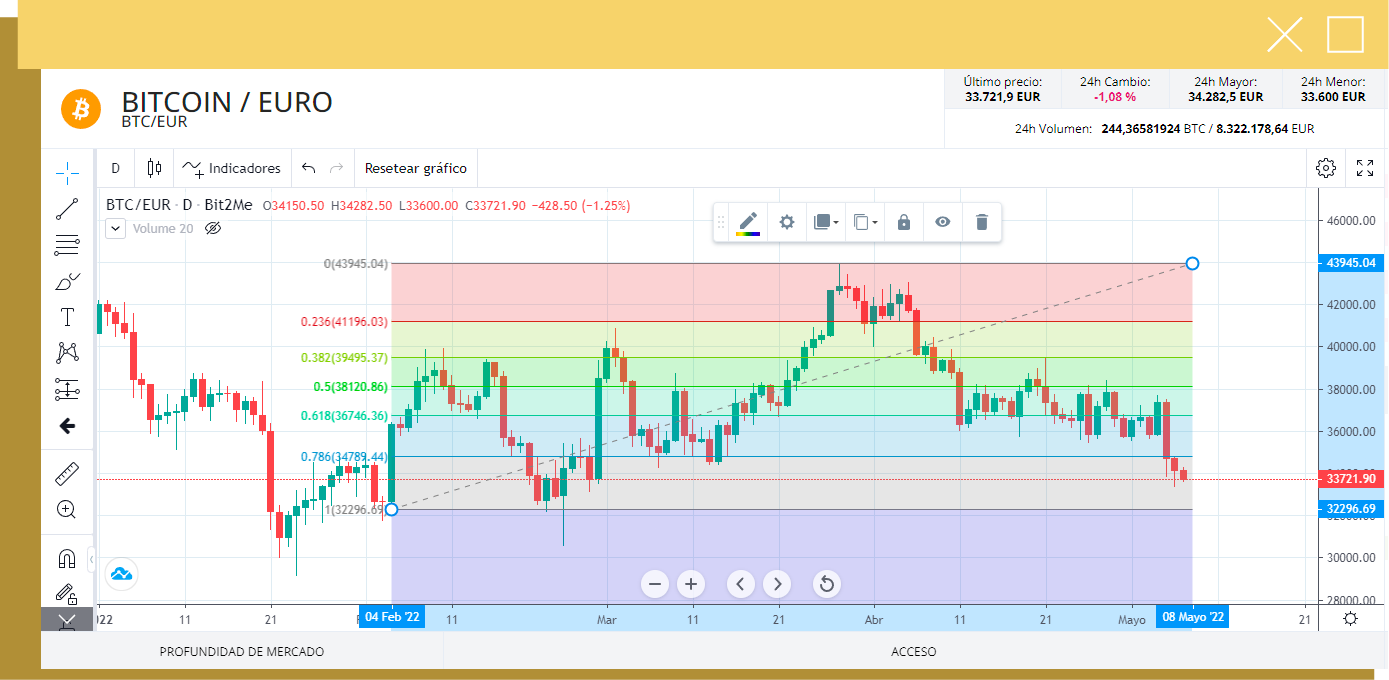 BITCOIN / EURO
BTC/EUR
Último precio:
33.721,9 EUR
24h Cambio:
-1,08 %
24h Mayor:
34.282,5 EUR
24h Menor:
33.600 EUR
24h Volumen: 244,36581924 BTC / 8.322.178,64 EUR
D
Indicadores
Resetear gráfico
BTC/EUR · D · Bit2Me O34150.50 H34282.50 L33600.00 C33721.90 −428.50 (−1.25%)
Volume 20
T
0(43945.04)
0.236(41196.03)
0.382(39495.37)
0.5(38120.86)
0.618(36746.36)
0.786(34789.44)
1(32296.69)
46000.00
43945.04
42000.00
40000.00
38000.00
36000.00
33721.90
32296.69
30000.00
28000.00
11
21
04 Feb '22
11
Mar
11
21
Abr
11
21
Mayo
08 Mayo '22
21
PROFUNDIDAD DE MERCADO
ACCESO